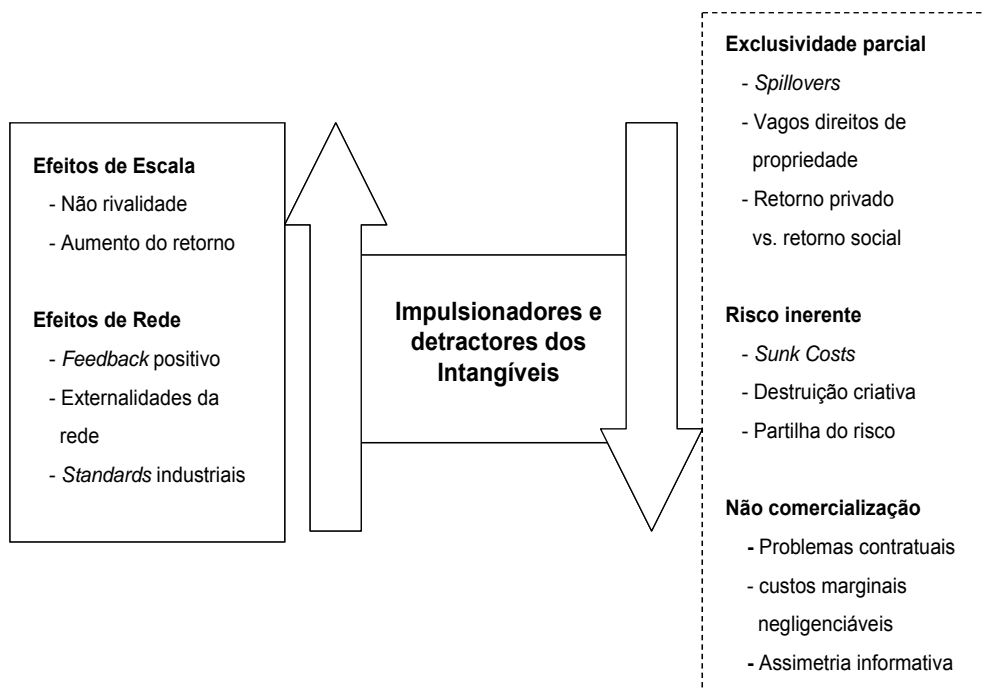 Efeitos de Escala
- Não rivalidade
- Aumento do retorno
Efeitos de Rede
- Feedback positivo
- Externalidades da
rede
- Standards industriais
Impulsionadores e
detractores dos
Intangíveis
Exclusividade parcial
- Spillovers
- Vagos direitos de
propriedade
- Retorno privado
vs. retorno social
Risco inerente
- Sunk Costs
- Destruição criativa
- Partilha do risco
Não comercialização
- Problemas contratuais
- custos marginais
negligenciáveis
- Assimetria informativa